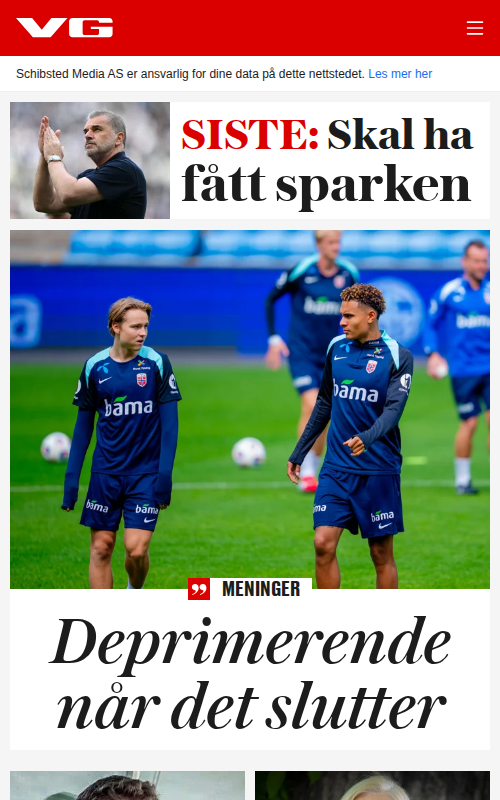 VG
Schibsted Media AS er ansvarlig for dine data på dette nettstedet. Les mer her
SISTE: Skal ha
fått sparken
bama
bama
bama
bama
bama
bama
MENINGER
Deprimerende
når det slutter